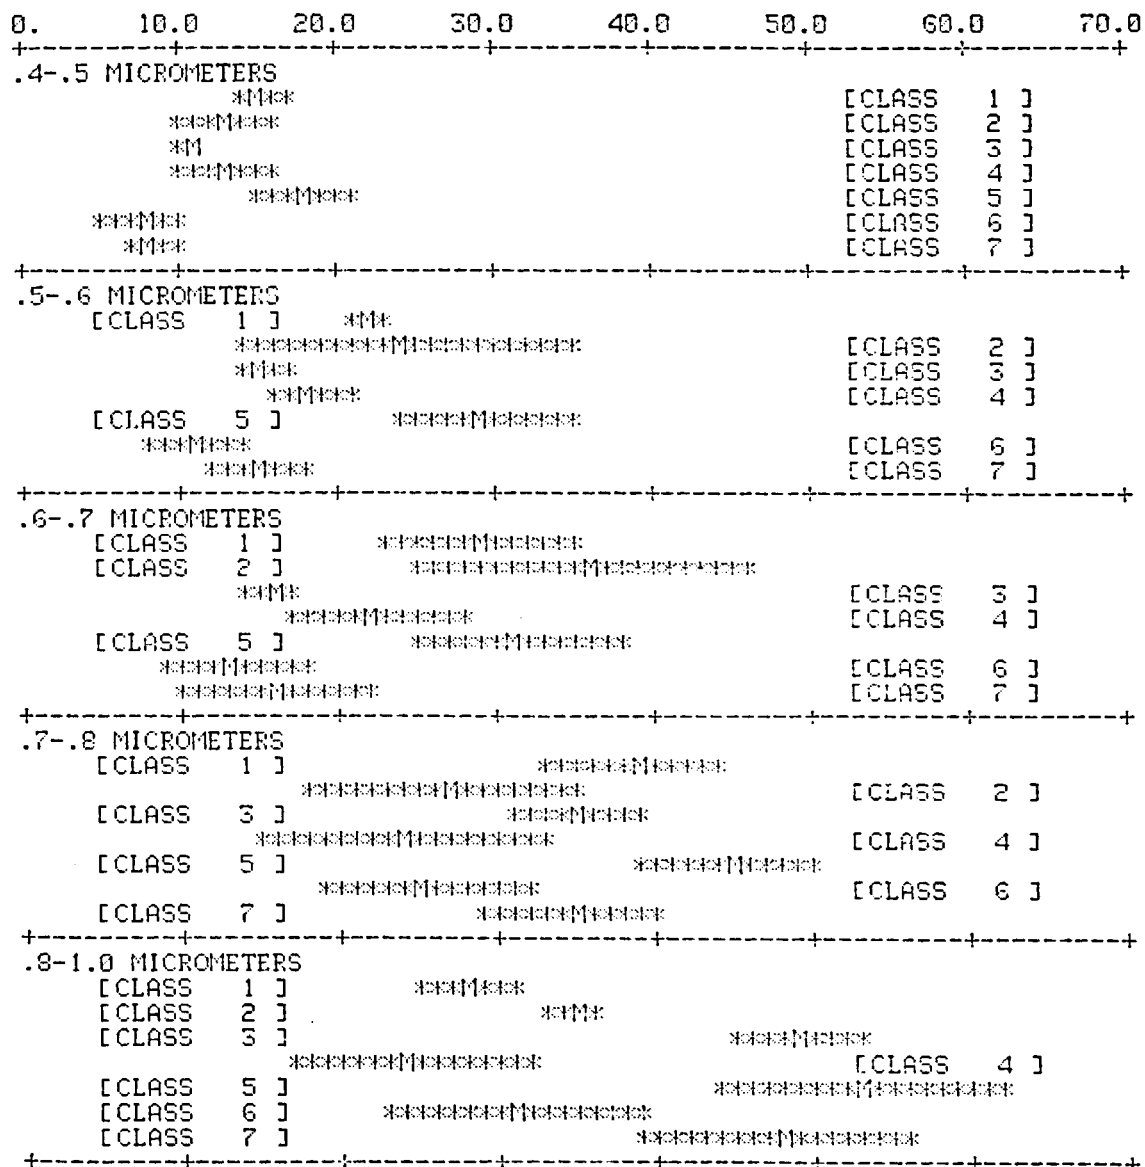 0. 10.0 20.0 30.0 40.0 50.0 60.0 70.0
+---------+---------+---------+---------+---------+---------+---------+
.4-.5 MICROMETERS
*M** [CLASS 1 ]
***M*** [CLASS 2 ]
*M [CLASS 3 ]
***M*** [CLASS 4 ]
***M*** [CLASS 5 ]
***M** [CLASS 6 ]
*M** [CLASS 7 ]
+---------+---------+---------+---------+---------+---------+---------+
.5-.6 MICROMETERS
[CLASS 1 ] *M*
**********M*********** [CLASS 2 ]
*M** [CLASS 3 ]
**M*** [CLASS 4 ]
[CLASS 5 ] *****M******
***M*** [CLASS 6 ]
***M*** [CLASS 7 ]
+---------+---------+---------+---------+---------+---------+---------+
.6-.7 MICROMETERS
[CLASS 1 ] ******M******
[CLASS 2 ] ***********M**********
**M* [CLASS 3 ]
*****M****** [CLASS 4 ]
[CLASS 5 ] ******M*******
****M***** [CLASS 6 ]
******M****** [CLASS 7 ]
+---------+---------+---------+---------+---------+---------+---------+
.7-.8 MICROMETERS
[CLASS 1 ] ******M*****
*********M******** [CLASS 2 ]
[CLASS 3 ] ****M****
*********M********* [CLASS 4 ]
[CLASS 5 ] ******M*****
******M******* [CLASS 6 ]
[CLASS 7 ] ******M*****
+---------+---------+---------+---------+---------+---------+---------+
.8-1.0 MICROMETERS
[CLASS 1 ] ***M***
[CLASS 2 ] **M*
[CLASS 3 ] ****M****
*******M******** [CLASS 4 ]
[CLASS 5 ] *********M*********
[CLASS 6 ] ********M********
[CLASS 7 ] *********M********
+---------+---------+---------+---------+---------+---------+---------+